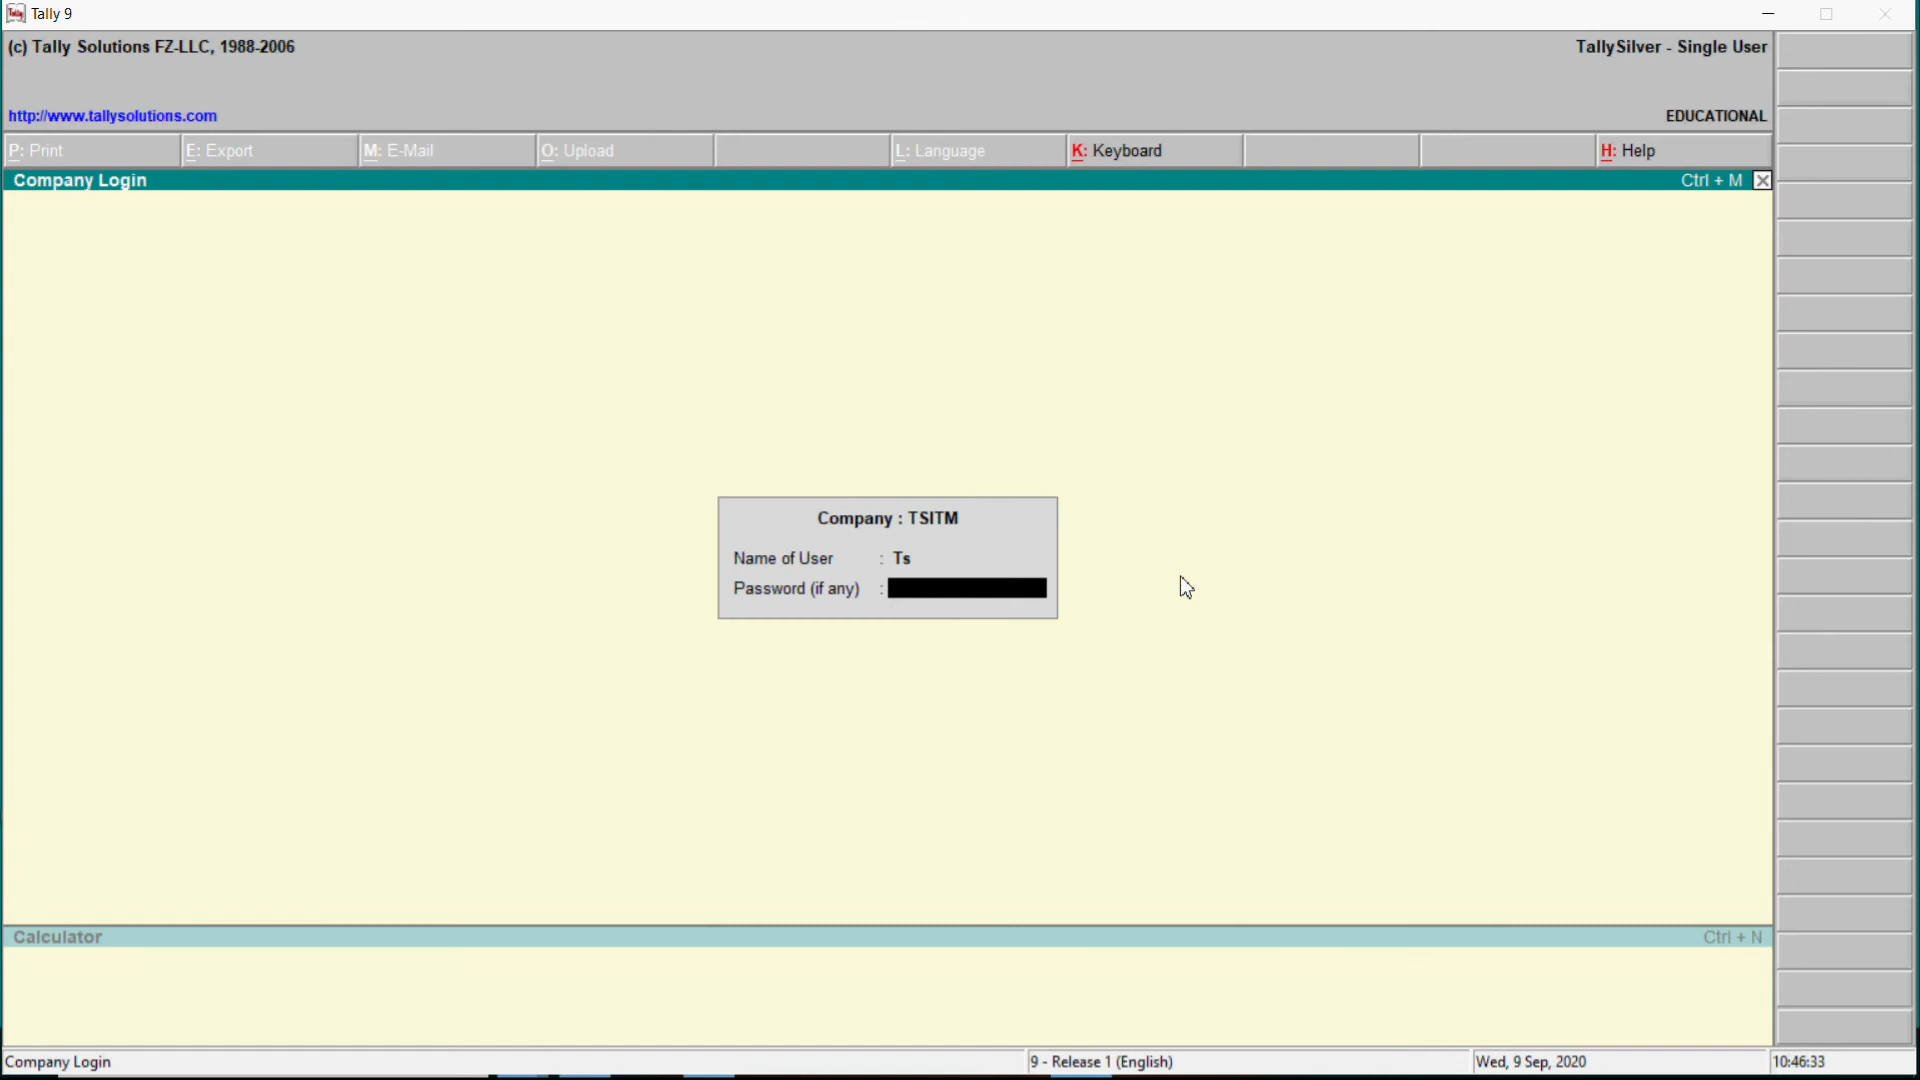 Tally 9
(c) Tally Solutions FZ-LLC, 1988-2006
TallySilver - Single User
http://www.tallysolutions.com
EDUCATIONAL
P: Print E: Export M: E-Mail O: Upload L: Language K: Keyboard H: Help
Company Login Ctrl + M
Company : TSITM
Name of User : Ts
Password (if any) :
Calculator Ctrl + N
Company Login 9 - Release 1 (English) Wed, 9 Sep, 2020 10:46:33